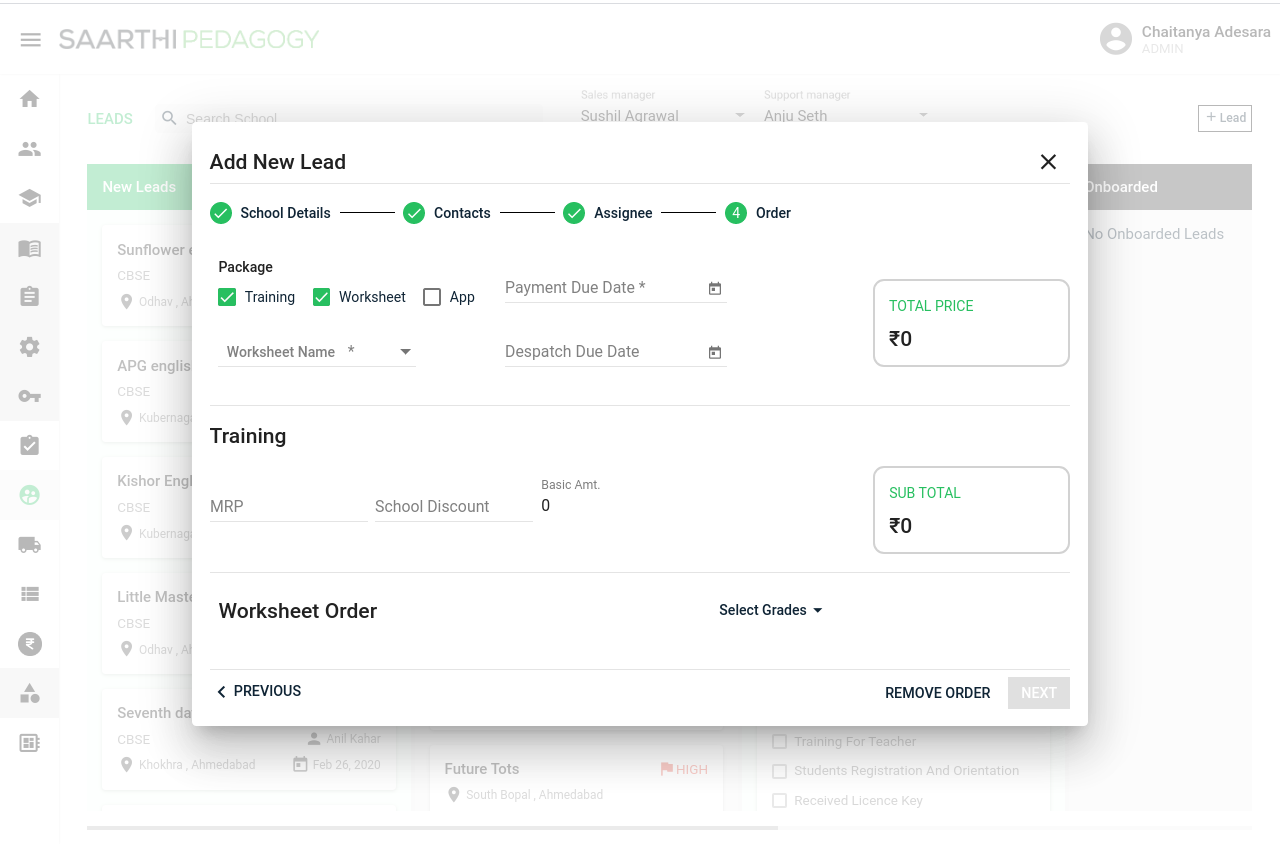 SAARTHI PEDAGOGY
Chaitanya Adesara
ADMIN
LEADS
Search School
Sales manager
Sushil Agrawal
Support manager
Anju Seth
+ Lead
New Leads
Onboarded
No Onboarded Leads
Sunflower
CBSE
Odhav , Ah
APG englis
CBSE
Kubernaga
Kishor Engl
CBSE
Kubernaga
Little Maste
CBSE
Odhav , Ah
Seventh da
CBSE
Anil Kahar
Khokhra , Ahmedabad
Feb 26, 2020
Add New Lead
School Details
Contacts
Assignee
4 Order
Package
Training
Worksheet
App
Payment Due Date *
Worksheet Name *
Despatch Due Date
TOTAL PRICE
₹0
Training
MRP
School Discount
Basic Amt.
0
SUB TOTAL
₹0
Worksheet Order
Select Grades
PREVIOUS
REMOVE ORDER
NEXT
Future Tots
HIGH
South Bopal , Ahmedabad
Training For Teacher
Students Registration And Orientation
Received Licence Key